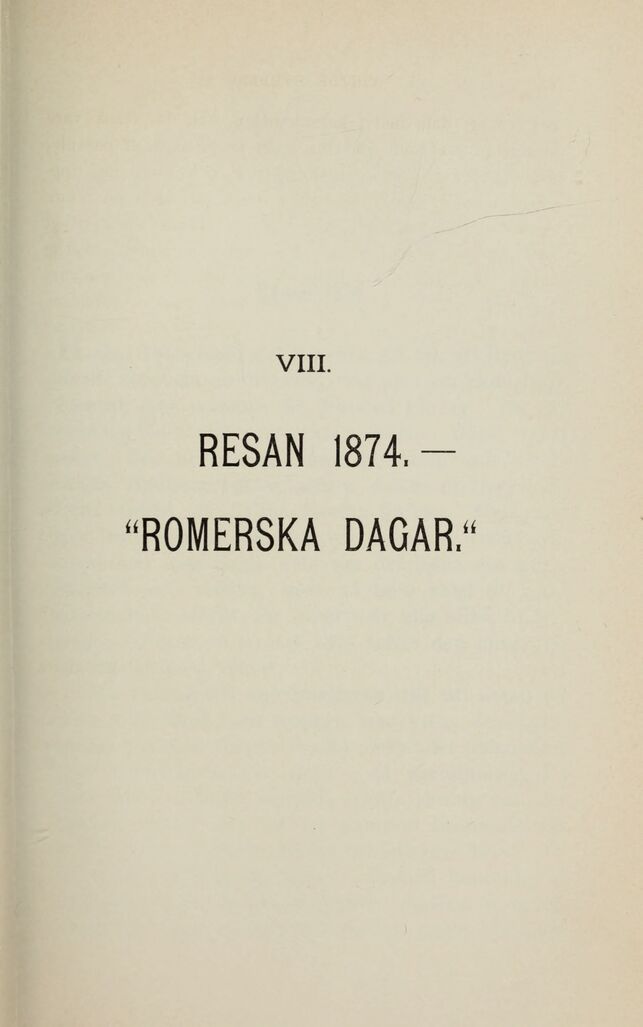 VIII.
RESAN 1874. —
“ROMERSKA DAGAR.“